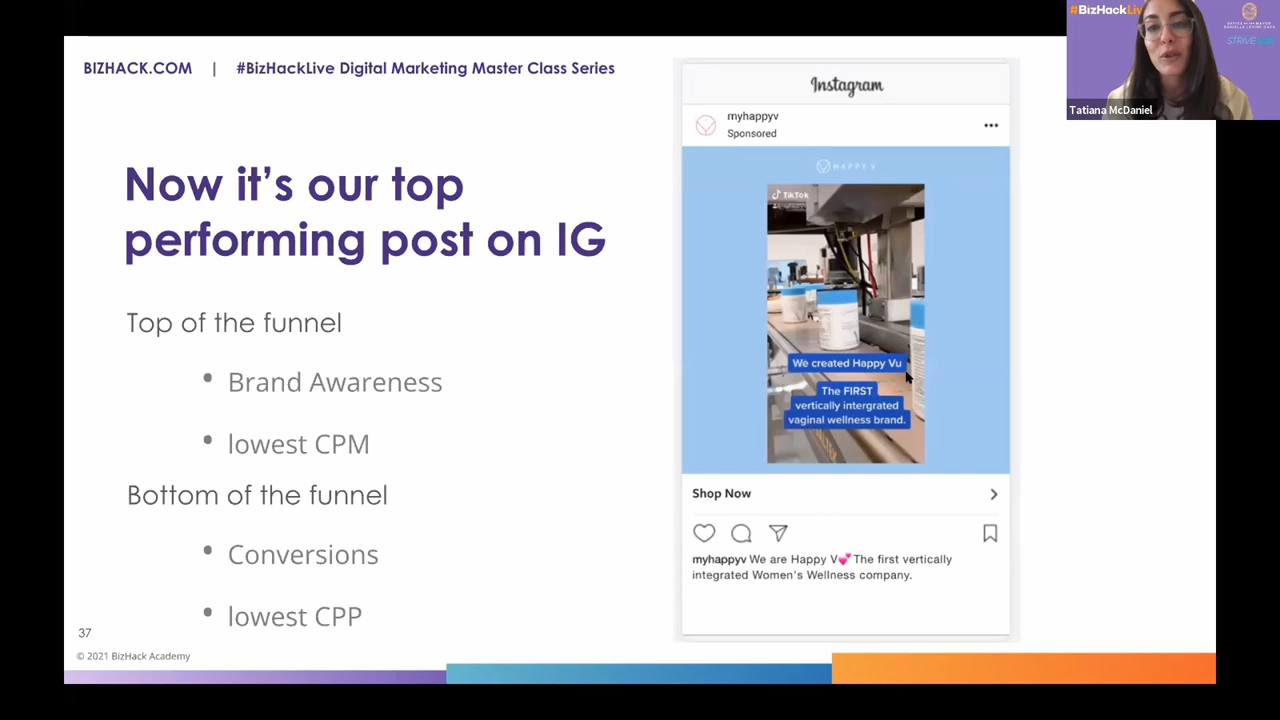 BIZHACK.COM | #BizHackLive Digital Marketing Master Class Series
Now it's our top
performing post on IG
Top of the funnel
• Brand Awareness
• lowest CPM
Bottom of the funnel
• Conversions
• lowest CPP
37
© 2021 BizHack Academy
Instagram
myhappyv
Sponsored
HAPPY V
TikTok
We created Happy Vu
The FIRST
vertically intergrated
vaginal wellness brand.
Shop Now
myhappyv We are Happy V💕The first vertically
integrated Women's Wellness company.
#BizHackLiv
Tatiana McDaniel